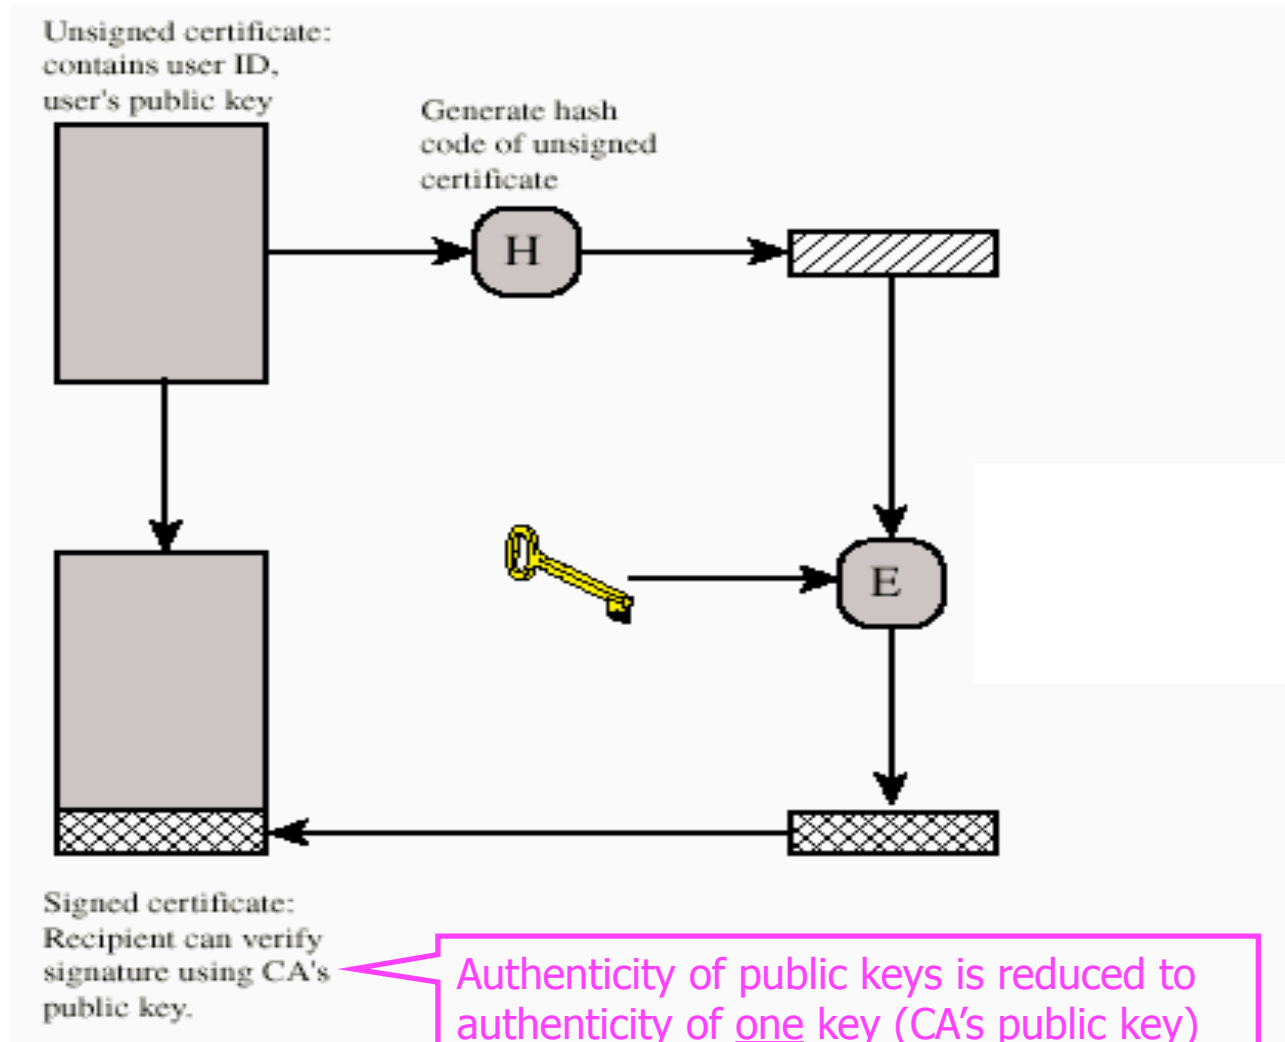 Unsigned certificate:
contains user ID,
user's public key
Generate hash
code of unsigned
certificate
H
E
Signed certificate:
Recipient can verify
signature using CA's
public key.
Authenticity of public keys is reduced to
authenticity of one key (CA’s public key)